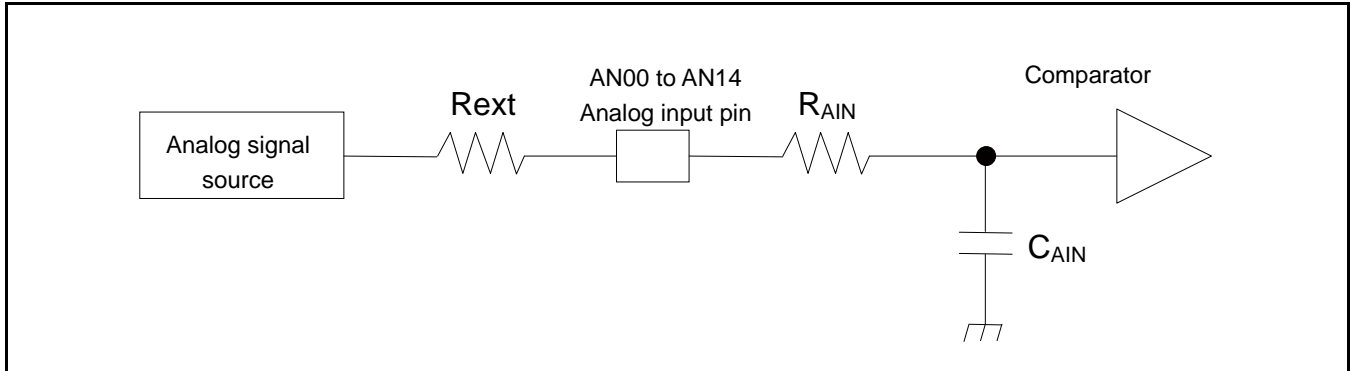 AN00 to AN14
Analog input pin
Comparator
Rext
RAIN
Analog signal
source
CAIN